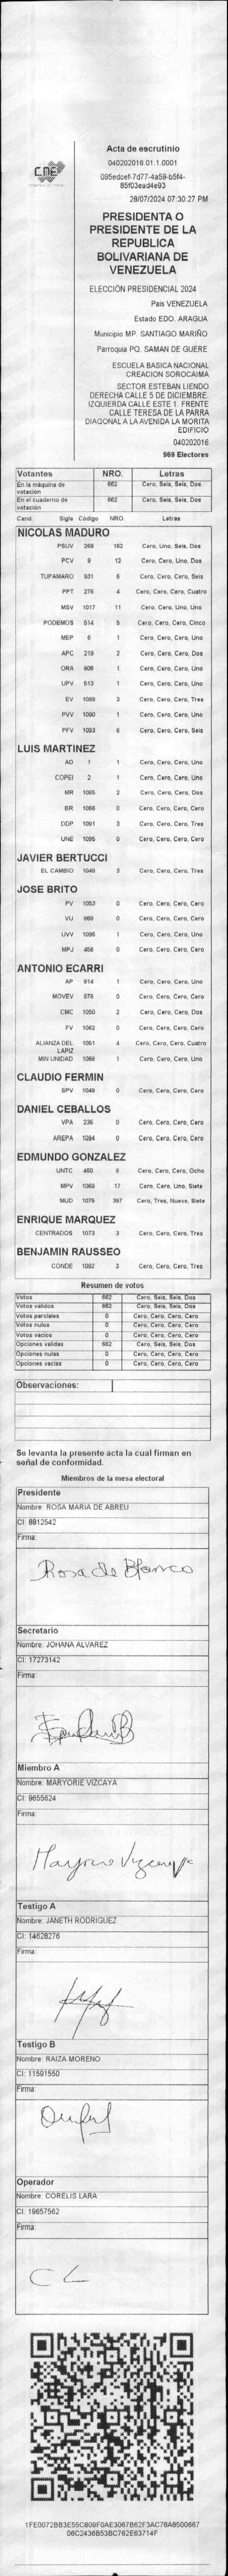 CNE
Acta de escrutinio
040202016.01.1.0001
095edcef-7d77-4a59-b5f4-
85f03ead4e93
28/07/2024 07:30:27 PM
PRESIDENTA O
PRESIDENTE DE LA
REPUBLICA
BOLIVARIANA DE
VENEZUELA
ELECCIÓN PRESIDENCIAL 2024
Pais VENEZUELA
Estado EDO. ARAGUA
Municipio MP. SANTIAGO MARIÑO
Parroquia PQ. SAMAN DE GUERE
ESCUELA BASICA NACIONAL
CREACION SOROCAIMA
SECTOR ESTEBAN LIENDO
DERECHA CALLE 5 DE DICIEMBRE.
IZQUIERDA CALLE ESTE 1. FRENTE
CALLE TERESA DE LA PARRA
DIAGONAL A LA AVENIDA LA MORITA
EDIFICIO
040202016
969 Electores
Votantes NRO. Letras
En la máquina de votación 662 Cero, Seis, Seis, Dos
En el cuaderno de votación 662 Cero, Seis, Seis, Dos
Cand. Sigla Código NRO. Letras
NICOLAS MADURO
PSUV 268 162 Cero, Uno, Seis, Dos
PCV 9 12 Cero, Cero, Uno, Dos
TUPAMARO 931 6 Cero, Cero, Cero, Seis
PPT 276 4 Cero, Cero, Cero, Cuatro
MSV 1017 11 Cero, Cero, Uno, Uno
PODEMOS 514 5 Cero, Cero, Cero, Cinco
MEP 6 1 Cero, Cero, Cero, Uno
APC 219 2 Cero, Cero, Cero, Dos
ORA 906 1 Cero, Cero, Cero, Uno
UPV 513 1 Cero, Cero, Cero, Uno
EV 1089 3 Cero, Cero, Cero, Tres
PVV 1090 1 Cero, Cero, Cero, Uno
PFV 1093 6 Cero, Cero, Cero, Seis
LUIS MARTINEZ
AD 1 1 Cero, Cero, Cero, Uno
COPEI 2 1 Cero, Cero, Cero, Uno
MR 1065 2 Cero, Cero, Cero, Dos
BR 1066 0 Cero, Cero, Cero, Cero
DDP 1091 3 Cero, Cero, Cero, Tres
UNE 1095 0 Cero, Cero, Cero, Cero
JAVIER BERTUCCI
EL CAMBIO 1048 3 Cero, Cero, Cero, Tres
JOSE BRITO
PV 1053 0 Cero, Cero, Cero, Cero
VU 868 0 Cero, Cero, Cero, Cero
UVV 1096 1 Cero, Cero, Cero, Uno
MPJ 458 0 Cero, Cero, Cero, Cero
ANTONIO ECARRI
AP 814 1 Cero, Cero, Cero, Uno
MOVEV 978 0 Cero, Cero, Cero, Cero
CMC 1050 2 Cero, Cero, Cero, Dos
FV 1062 0 Cero, Cero, Cero, Cero
ALIANZA DEL LAPIZ 1051 4 Cero, Cero, Cero, Cuatro
MIN UNIDAD 1068 1 Cero, Cero, Cero, Uno
CLAUDIO FERMIN
SPV 1049 0 Cero, Cero, Cero, Cero
DANIEL CEBALLOS
VPA 236 0 Cero, Cero, Cero, Cero
AREPA 1094 0 Cero, Cero, Cero, Cero
EDMUNDO GONZALEZ
UNTC 460 8 Cero, Cero, Cero, Ocho
MPV 1069 17 Cero, Cero, Uno, Siete
MUD 1076 397 Cero, Tres, Nueve, Siete
ENRIQUE MARQUEZ
CENTRADOS 1073 3 Cero, Cero, Cero, Tres
BENJAMIN RAUSSEO
CONDE 1082 3 Cero, Cero, Cero, Tres
Resumen de votos
Votos 662 Cero, Seis, Seis, Dos
Votos validos 662 Cero, Seis, Seis, Dos
Votos parciales 0 Cero, Cero, Cero, Cero
Votos nulos 0 Cero, Cero, Cero, Cero
Votos vacios 0 Cero, Cero, Cero, Cero
Opciones validas 662 Cero, Seis, Seis, Dos
Opciones nulas 0 Cero, Cero, Cero, Cero
Opciones vacias 0 Cero, Cero, Cero, Cero
Observaciones:
Se levanta la presente acta la cual firman en
señal de conformidad.
Miembros de la mesa electoral
Presidente
Nombre: ROSA MARIA DE ABREU
CI: 8812542
Firma:
Rosa de Blanco
Secretario
Nombre: JOHANA ALVAREZ
CI: 17273142
Firma:
Miembro A
Nombre: MARYORIE VIZCAYA
CI: 9655624
Firma:
Testigo A
Nombre: JANETH RODRIGUEZ
CI: 14628276
Firma:
Testigo B
Nombre: RAIZA MORENO
CI: 11591550
Firma:
Operador
Nombre: CORELIS LARA
CI: 19657562
Firma:
CL
1FE0072BB3E55C809F0AE3067B62F3AC78A8500667
06C2436B53BC762E63714F